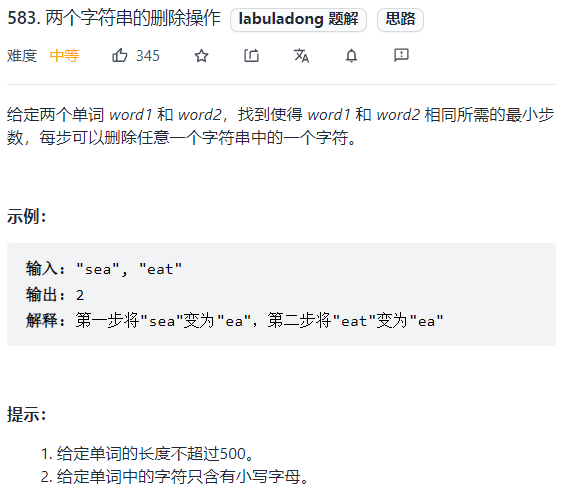 583. 两个字符串的删除操作 labuladong 题解 思路
难度 中等 345
给定两个单词 word1 和 word2，找到使得 word1 和 word2 相同所需的最小步
数，每步可以删除任意一个字符串中的一个字符。
示例：
输入："sea", "eat"
输出：2
解释：第一步将"sea"变为"ea"，第二步将"eat"变为"ea"
提示：
1. 给定单词的长度不超过500。
2. 给定单词中的字符只含有小写字母。